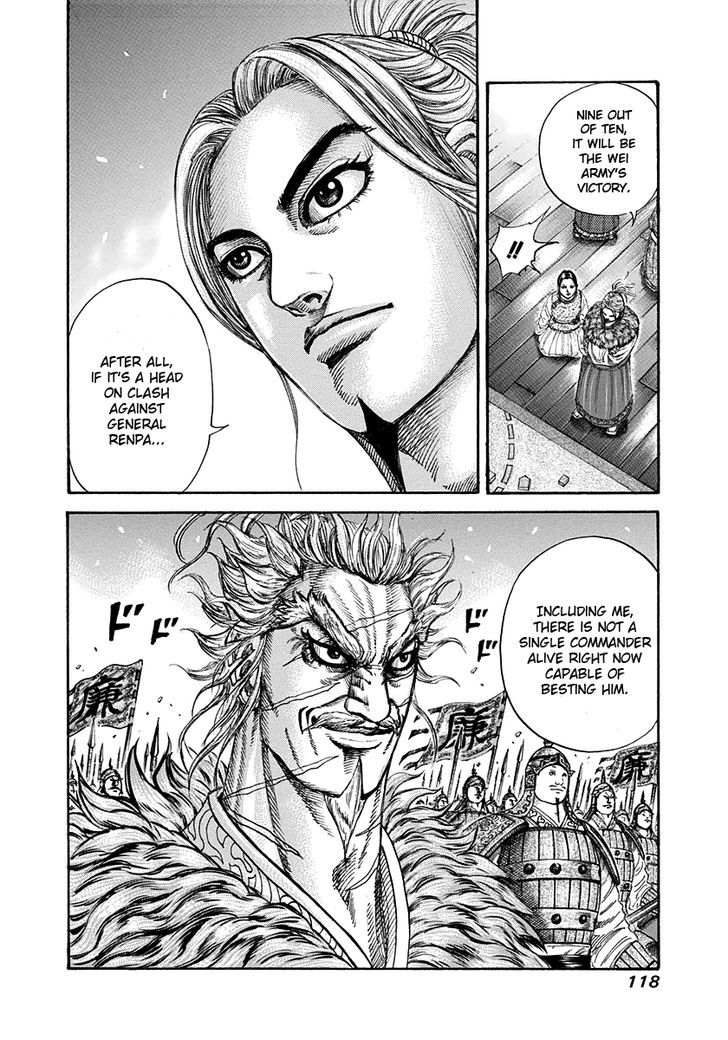 NINE OUT
OF TEN,
IT WILL BE
THE WEI
ARMY'S
VICTORY.
!!
AFTER ALL,
IF IT'S A HEAD
ON CLASH
AGAINST
GENERAL
RENPA...
INCLUDING ME,
THERE IS NOT A
SINGLE COMMANDER
ALIVE RIGHT NOW
CAPABLE OF
BESTING HIM.
ドドド
廉
廉
廉
118